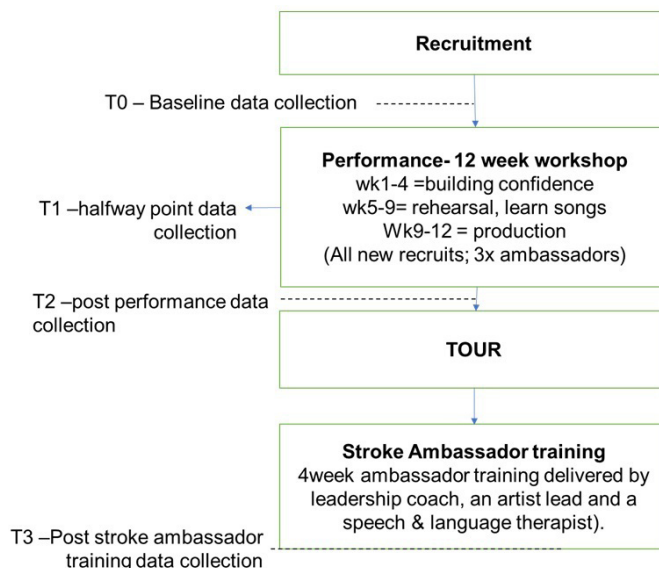 Recruitment
T0 – Baseline data collection
Performance- 12 week workshop
wk1-4 =building confidence
wk5-9= rehearsal, learn songs
Wk9-12 = production
(All new recruits; 3x ambassadors)
T1 –halfway point data
collection
T2 –post performance data
collection
TOUR
Stroke Ambassador training
4week ambassador training delivered by
leadership coach, an artist lead and a
speech & language therapist).
T3 –Post stroke ambassador
training data collection